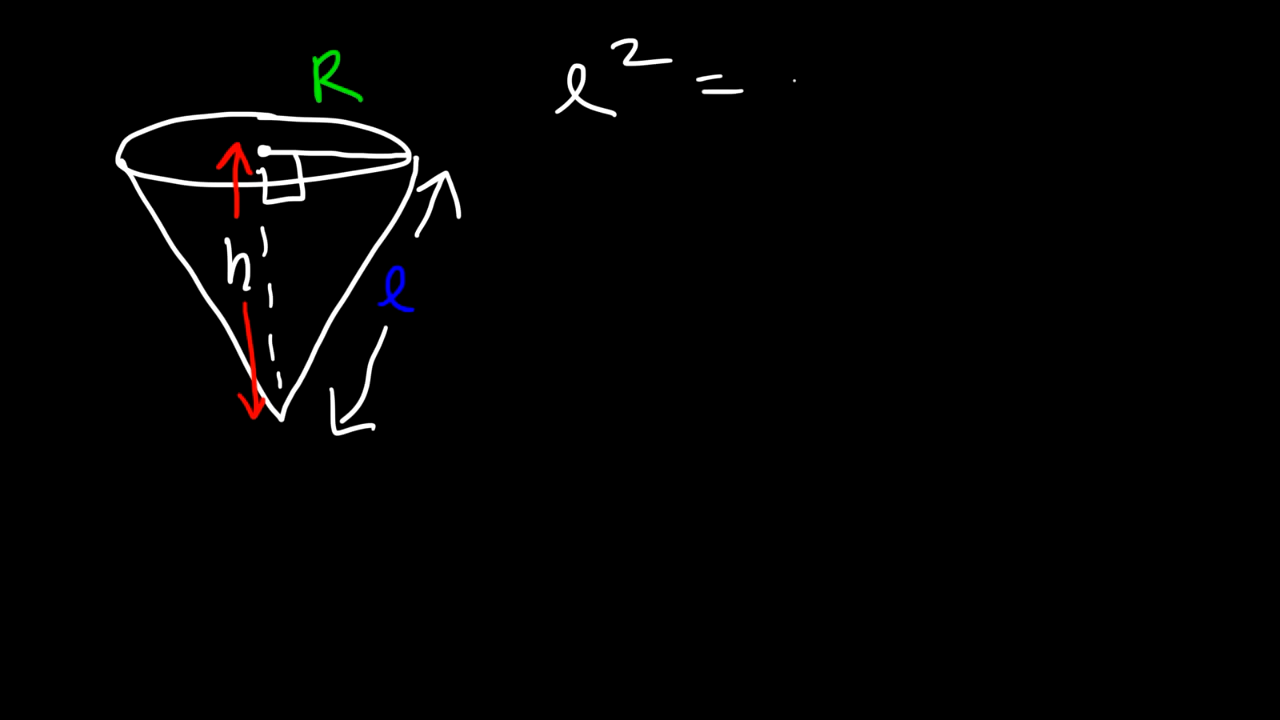 R
ℓ² =
h
ℓ